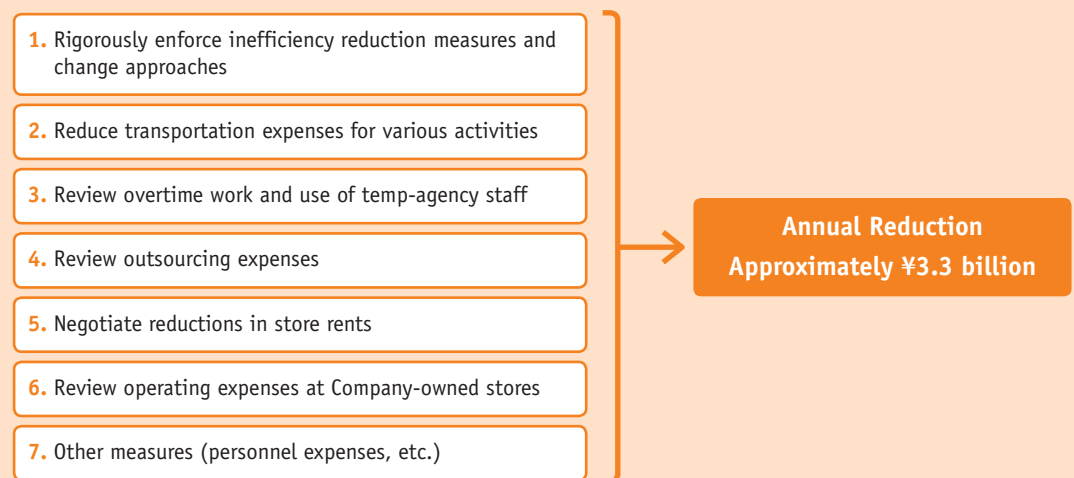 1. Rigorously enforce inefficiency reduction measures and
change approaches
2. Reduce transportation expenses for various activities
3. Review overtime work and use of temp-agency staff
4. Review outsourcing expenses
5. Negotiate reductions in store rents
6. Review operating expenses at Company-owned stores
7. Other measures (personnel expenses, etc.)
Annual Reduction
Approximately ¥3.3 billion